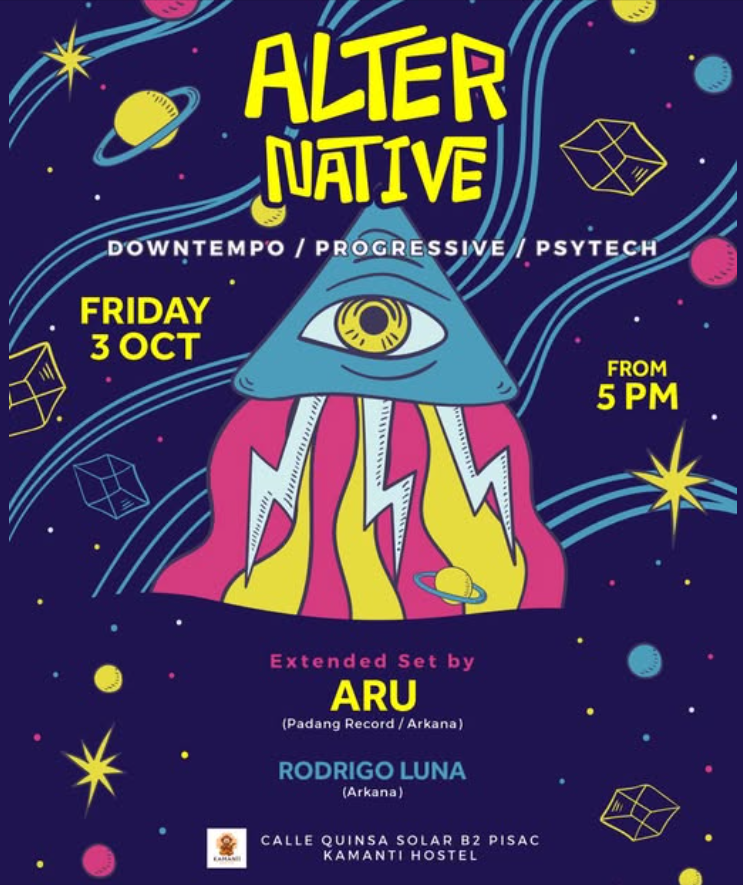 ALTER
NATIVE
DOWNTEMPO / PROGRESSIVE / PSYTECH
FRIDAY
3 OCT
FROM
5 PM
Extended Set by
ARU
(Padang Record / Arkana)
RODRIGO LUNA
(Arkana)
KAMANTI
CALLE QUINSA SOLAR B2 PISAC
KAMANTI HOSTEL